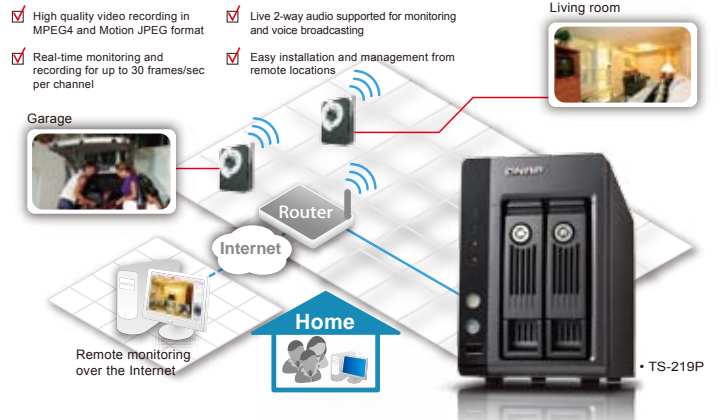 High quality video recording in
MPEG4 and Motion JPEG format
Live 2-way audio supported for monitoring
and voice broadcasting
Real-time monitoring and
recording for up to 30 frames/sec
per channel
Easy installation and management from
remote locations
Living room
Garage
QNAP
Router
Internet
Home
Remote monitoring
over the Internet
• TS-219P